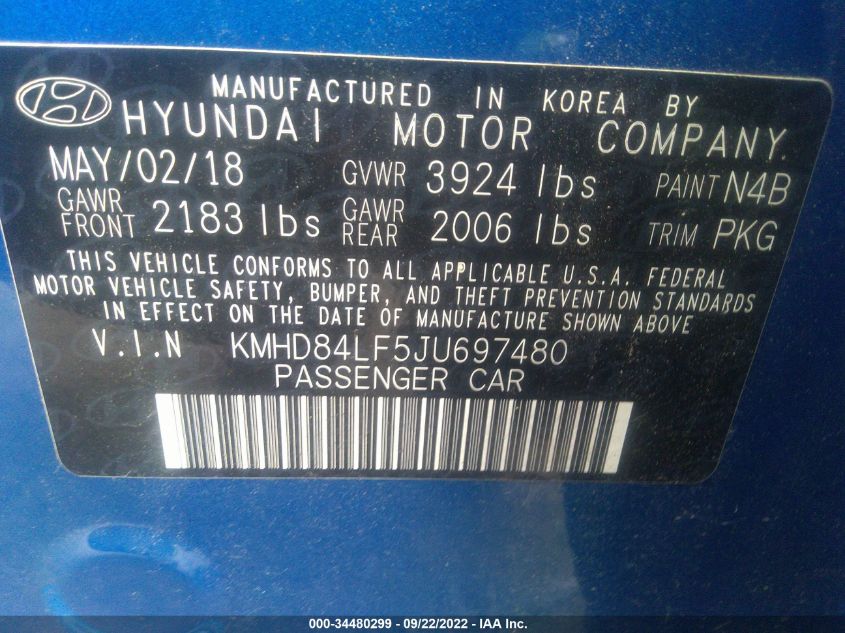 MANUFACTURED IN KOREA BY
HYUNDAI MOTOR COMPANY.
MAY/02/18 GVWR 3924 lbs PAINT N4B
GAWR FRONT 2183 lbs GAWR REAR 2006 lbs TRIM PKG
THIS VEHICLE CONFORMS TO ALL APPLICABLE U.S.A. FEDERAL
MOTOR VEHICLE SAFETY, BUMPER, AND THEFT PREVENTION STANDARDS
IN EFFECT ON THE DATE OF MANUFACTURE SHOWN ABOVE
V.I.N KMHD84LF5JU697480
PASSENGER CAR
000-34480299 - 09/22/2022 - IAA Inc.